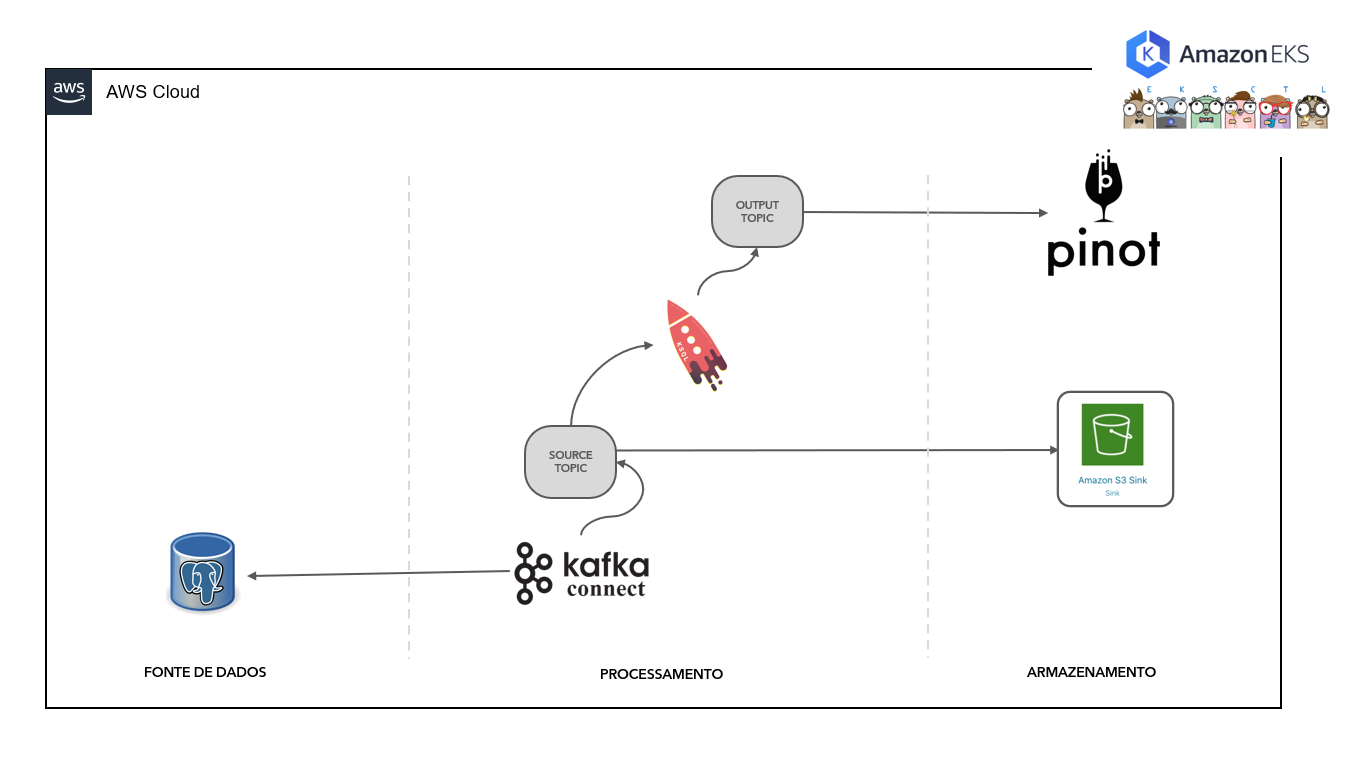 Amazon EKS
E K S C T L
aws
AWS Cloud
OUTPUT
TOPIC
pinot
KSQL
SOURCE
TOPIC
Amazon S3 Sink
Sink
kafka
connect
FONTE DE DADOS
PROCESSAMENTO
ARMAZENAMENTO